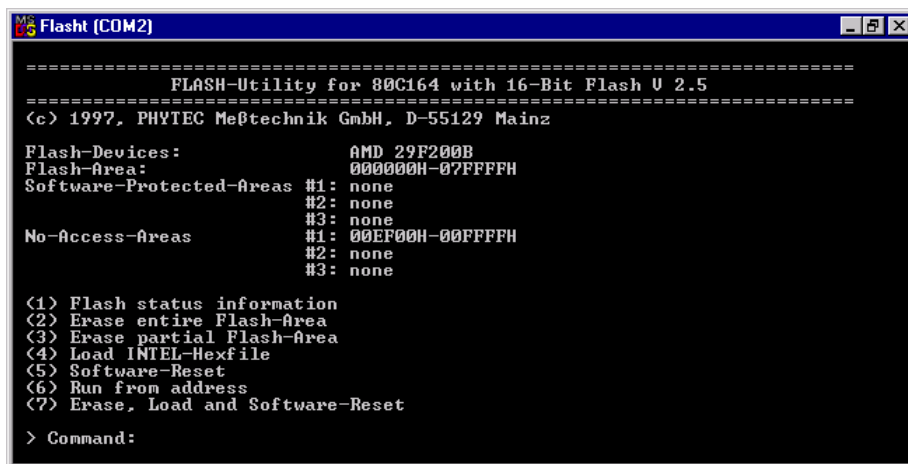 Flasht (COM2)
=========================================================================
FLASH-Utility for 80C164 with 16-Bit Flash V 2.5
=========================================================================
(c) 1997, PHYTEC Meßtechnik GmbH, D-55129 Mainz
Flash-Devices: AMD 29F200B
Flash-Area: 000000H-07FFFFH
Software-Protected-Areas #1: none
#2: none
#3: none
No-Access-Areas #1: 00EF00H-00FFFFH
#2: none
#3: none
(1) Flash status information
(2) Erase entire Flash-Area
(3) Erase partial Flash-Area
(4) Load INTEL-Hexfile
(5) Software-Reset
(6) Run from address
(7) Erase, Load and Software-Reset
> Command: